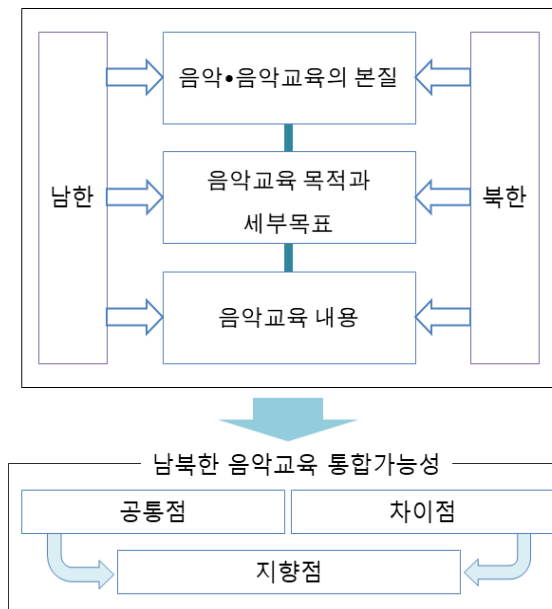 음악•음악교육의 본질
남한
음악교육 목적과
세부목표
북한
음악교육 내용
남북한 음악교육 통합가능성
공통점
차이점
지향점